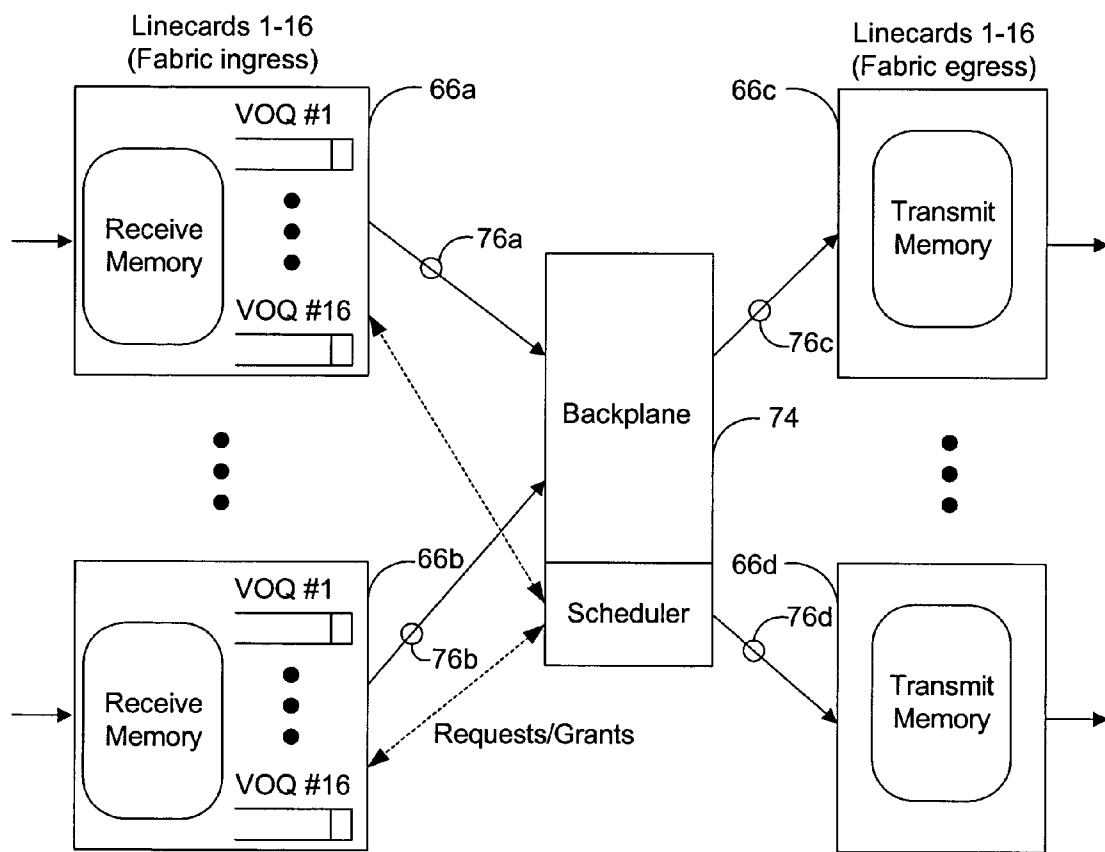 Linecards 1-16
(Fabric ingress)
Linecards 1-16
(Fabric egress)
66a
VOQ #1
Receive
Memory
VOQ #16
76a
66c
Transmit
Memory
76c
Backplane
74
66b
VOQ #1
Receive
Memory
VOQ #16
76b
Scheduler
Requests/Grants
66d
76d
Transmit
Memory